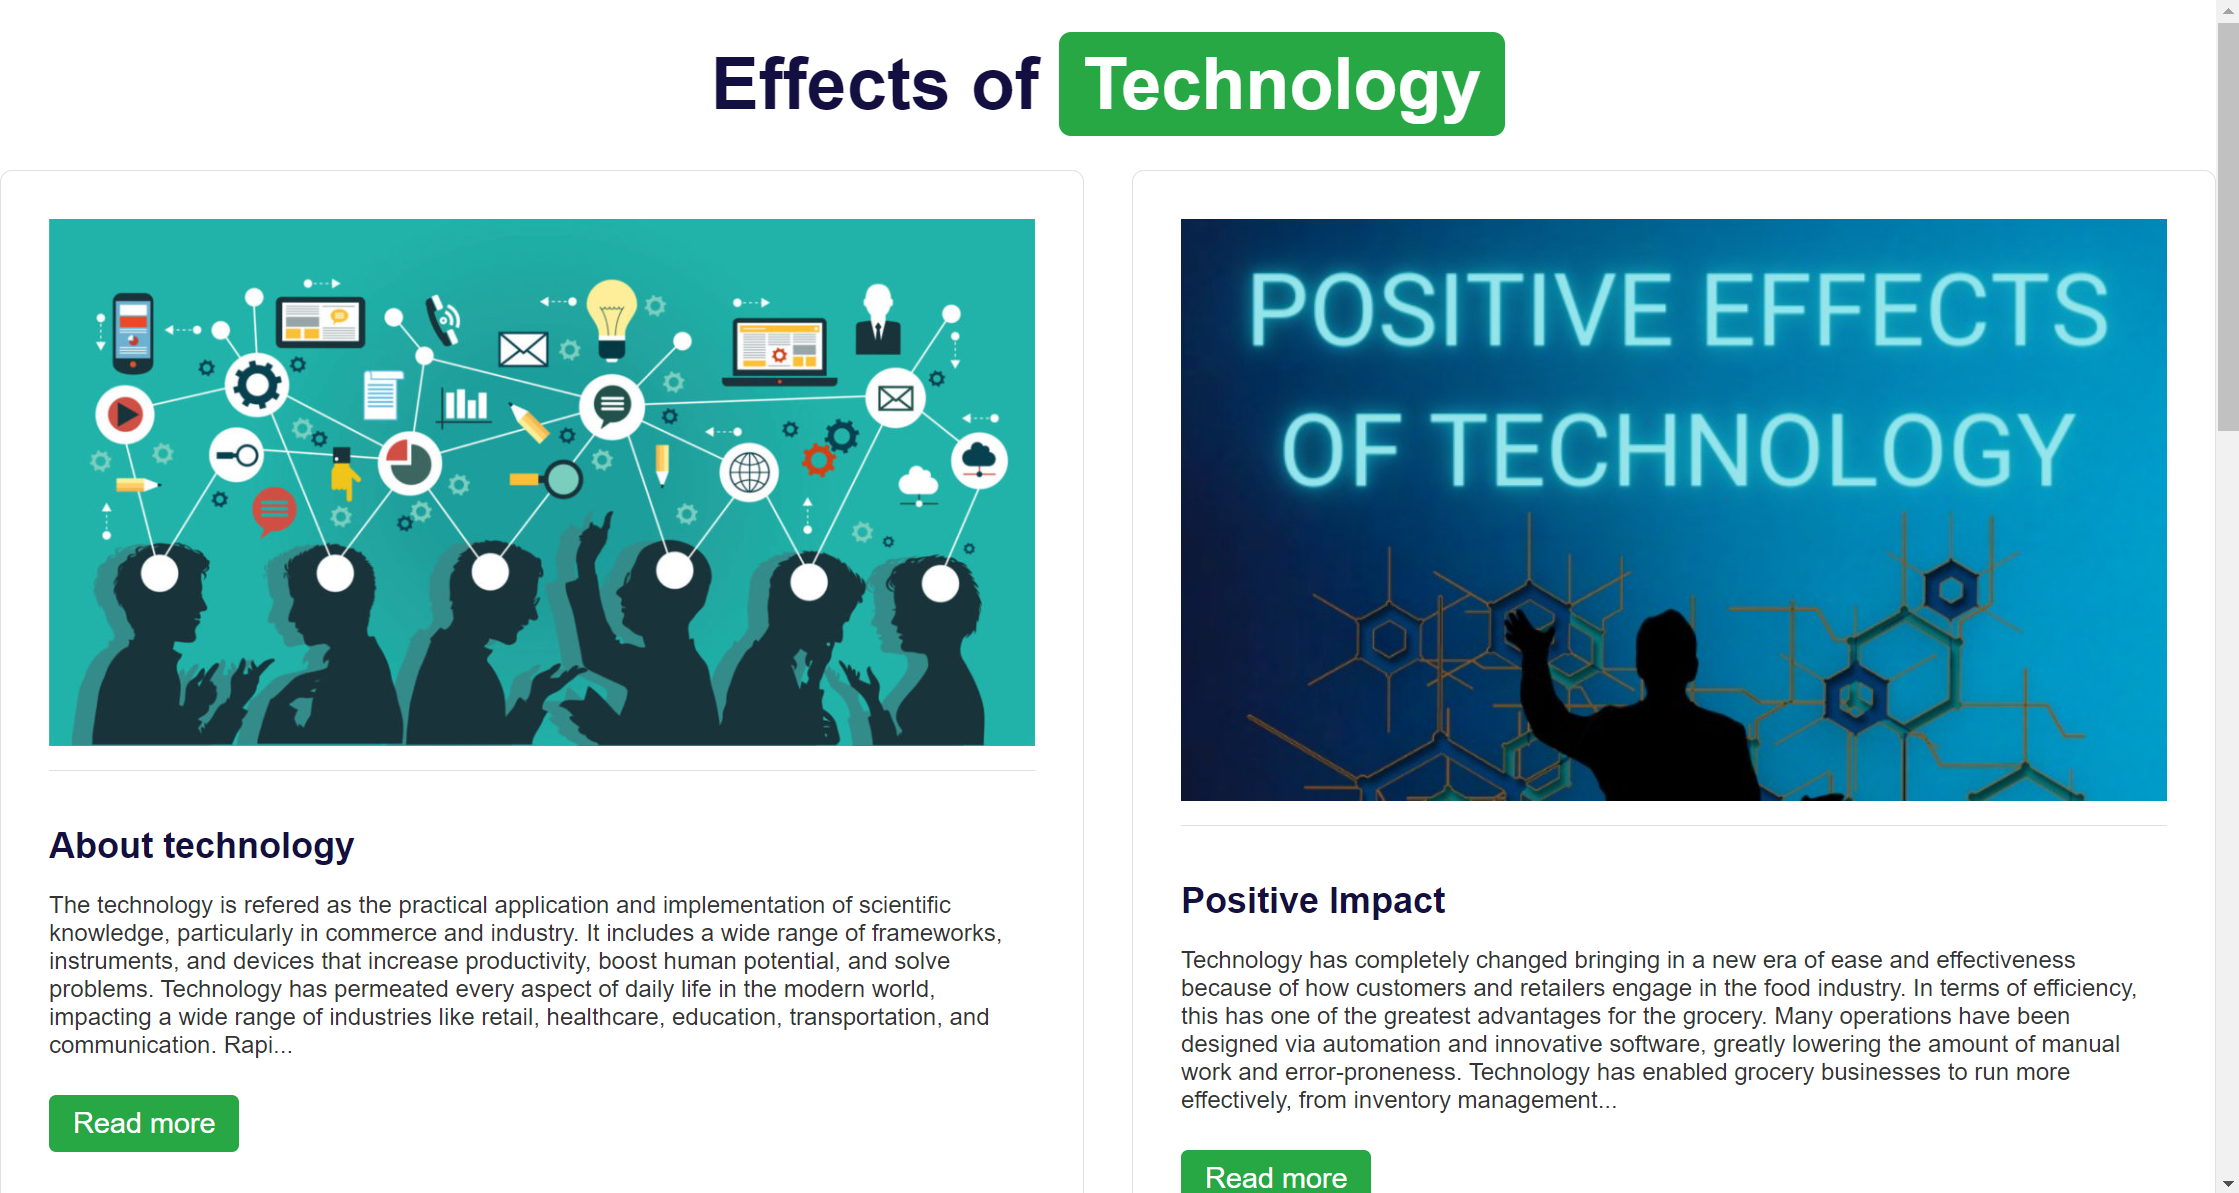 Effects of Technology
About technology
The technology is refered as the practical application and implementation of scientific
knowledge, particularly in commerce and industry. It includes a wide range of frameworks,
instruments, and devices that increase productivity, boost human potential, and solve
problems. Technology has permeated every aspect of daily life in the modern world,
impacting a wide range of industries like retail, healthcare, education, transportation, and
communication. Rapi...
Read more
POSITIVE EFFECTS
OF TECHNOLOGY
Positive Impact
Technology has completely changed bringing in a new era of ease and effectiveness
because of how customers and retailers engage in the food industry. In terms of efficiency,
this has one of the greatest advantages for the grocery. Many operations have been
designed via automation and innovative software, greatly lowering the amount of manual
work and error-proneness. Technology has enabled grocery businesses to run more
effectively, from inventory management...
Read more